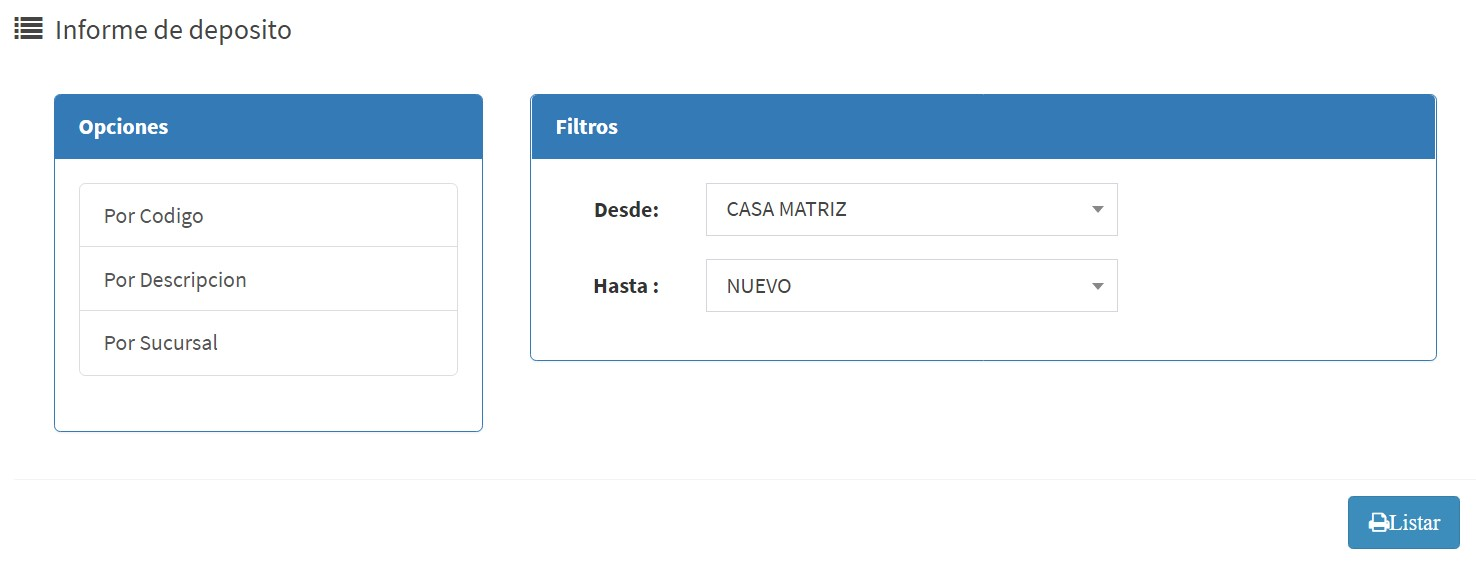 Informe de deposito
Opciones
Por Codigo
Por Descripcion
Por Sucursal
Filtros
Desde: CASA MATRIZ
Hasta : NUEVO
Listar